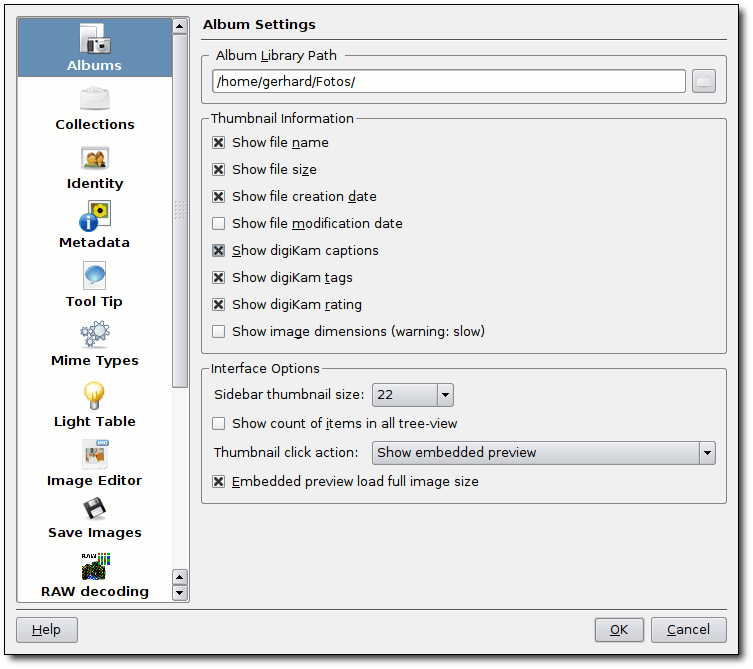 Albums
Collections
Identity
Metadata
Tool Tip
Mime Types
Light Table
IMG
Image Editor
Save Images
RAW
RAW decoding
Album Settings
Album Library Path
/home/gerhard/Fotos/
Thumbnail Information
Show file name
Show file size
Show file creation date
Show file modification date
Show digiKam captions
Show digiKam tags
Show digiKam rating
Show image dimensions (warning: slow)
Interface Options
Sidebar thumbnail size: 22
Show count of items in all tree-view
Thumbnail click action: Show embedded preview
Embedded preview load full image size
Help
OK
Cancel